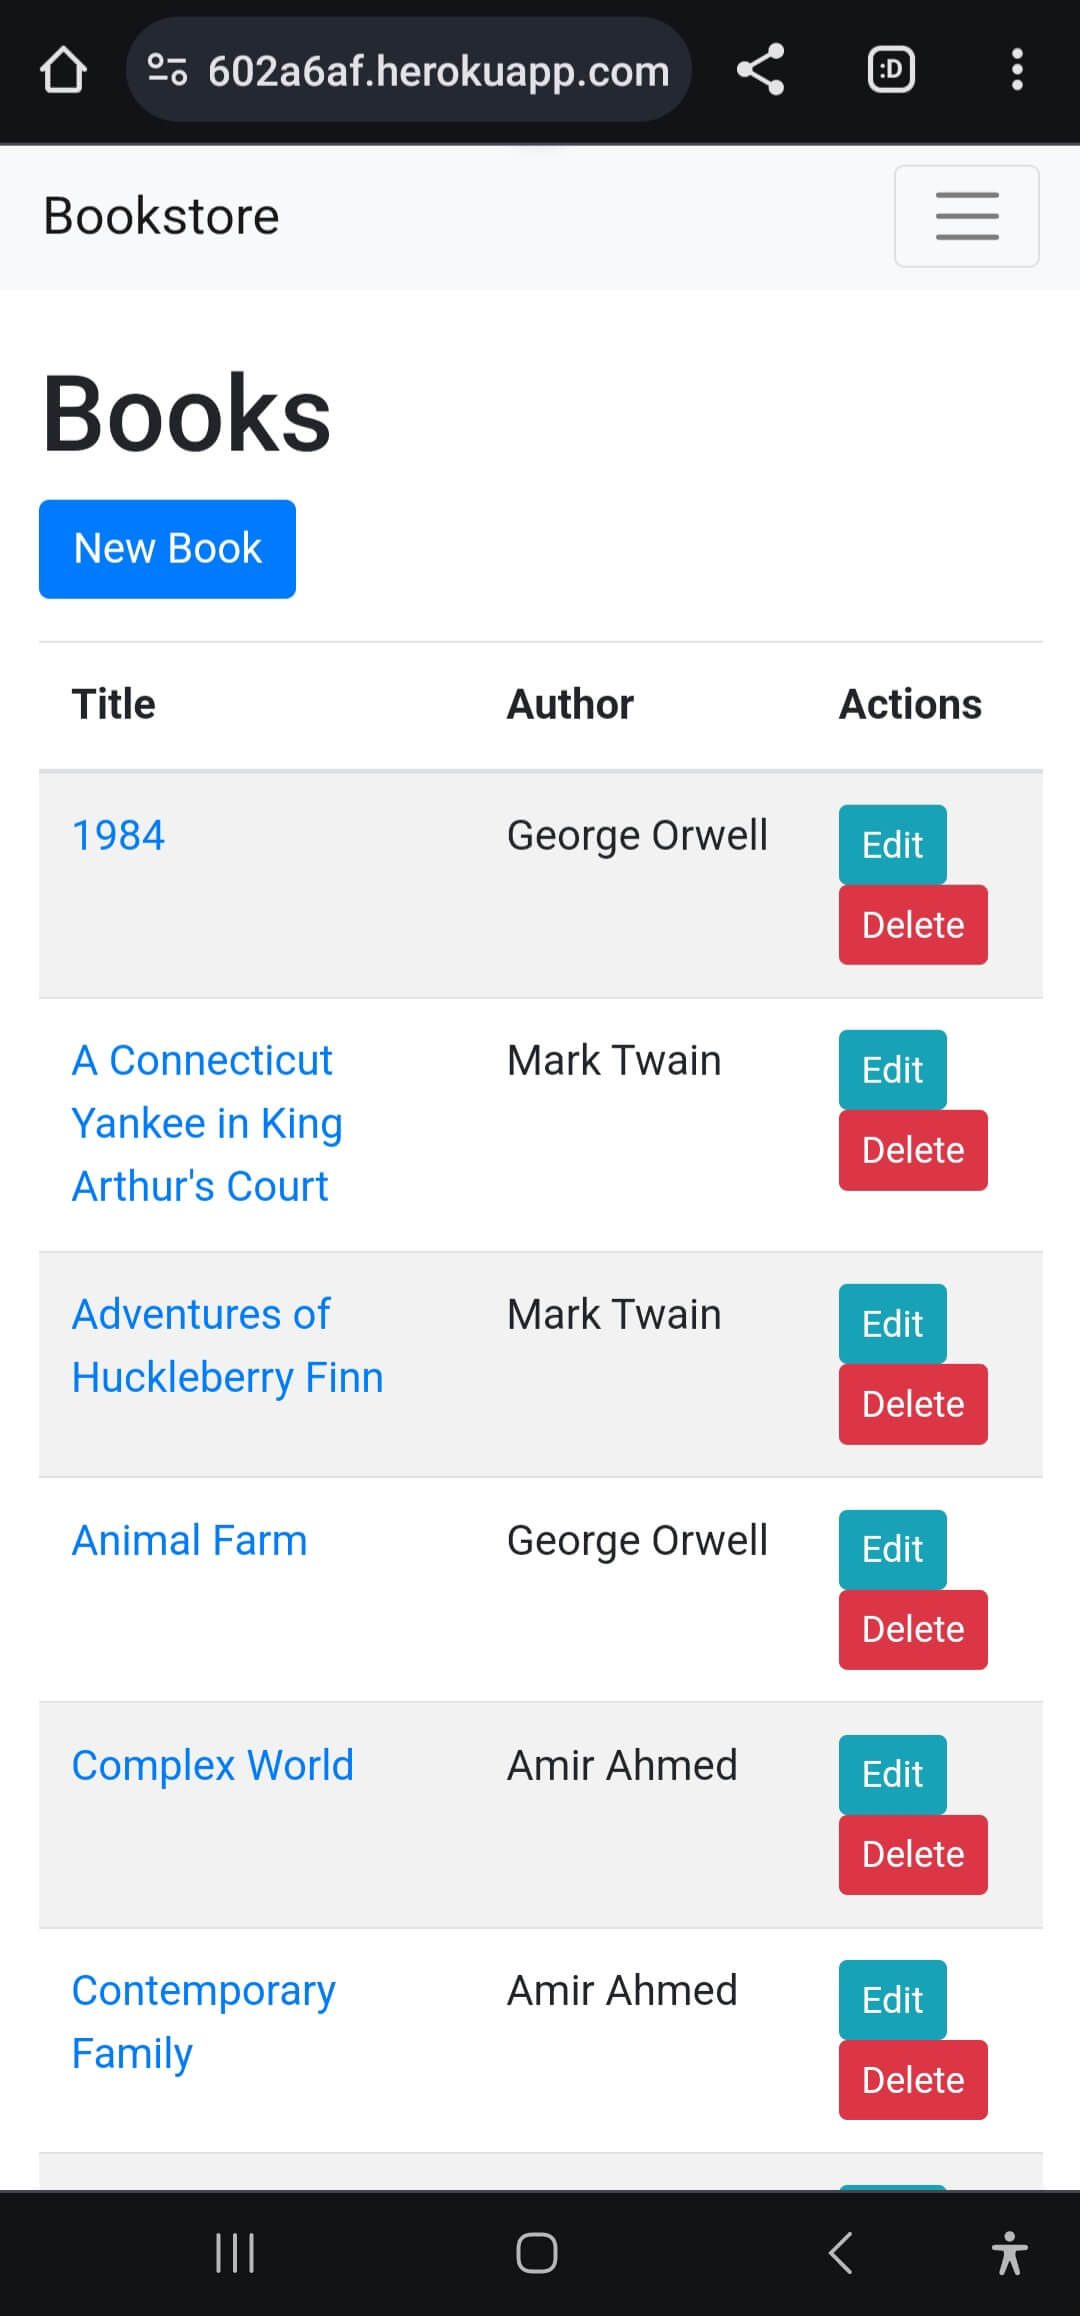 602a6af.herokuapp.com
:D
Bookstore
Books
New Book
Title Author Actions
1984 George Orwell Edit
Delete
A Connecticut Mark Twain Edit
Yankee in King Delete
Arthur's Court
Adventures of Mark Twain Edit
Huckleberry Finn Delete
Animal Farm George Orwell Edit
Delete
Complex World Amir Ahmed Edit
Delete
Contemporary Amir Ahmed Edit
Family Delete